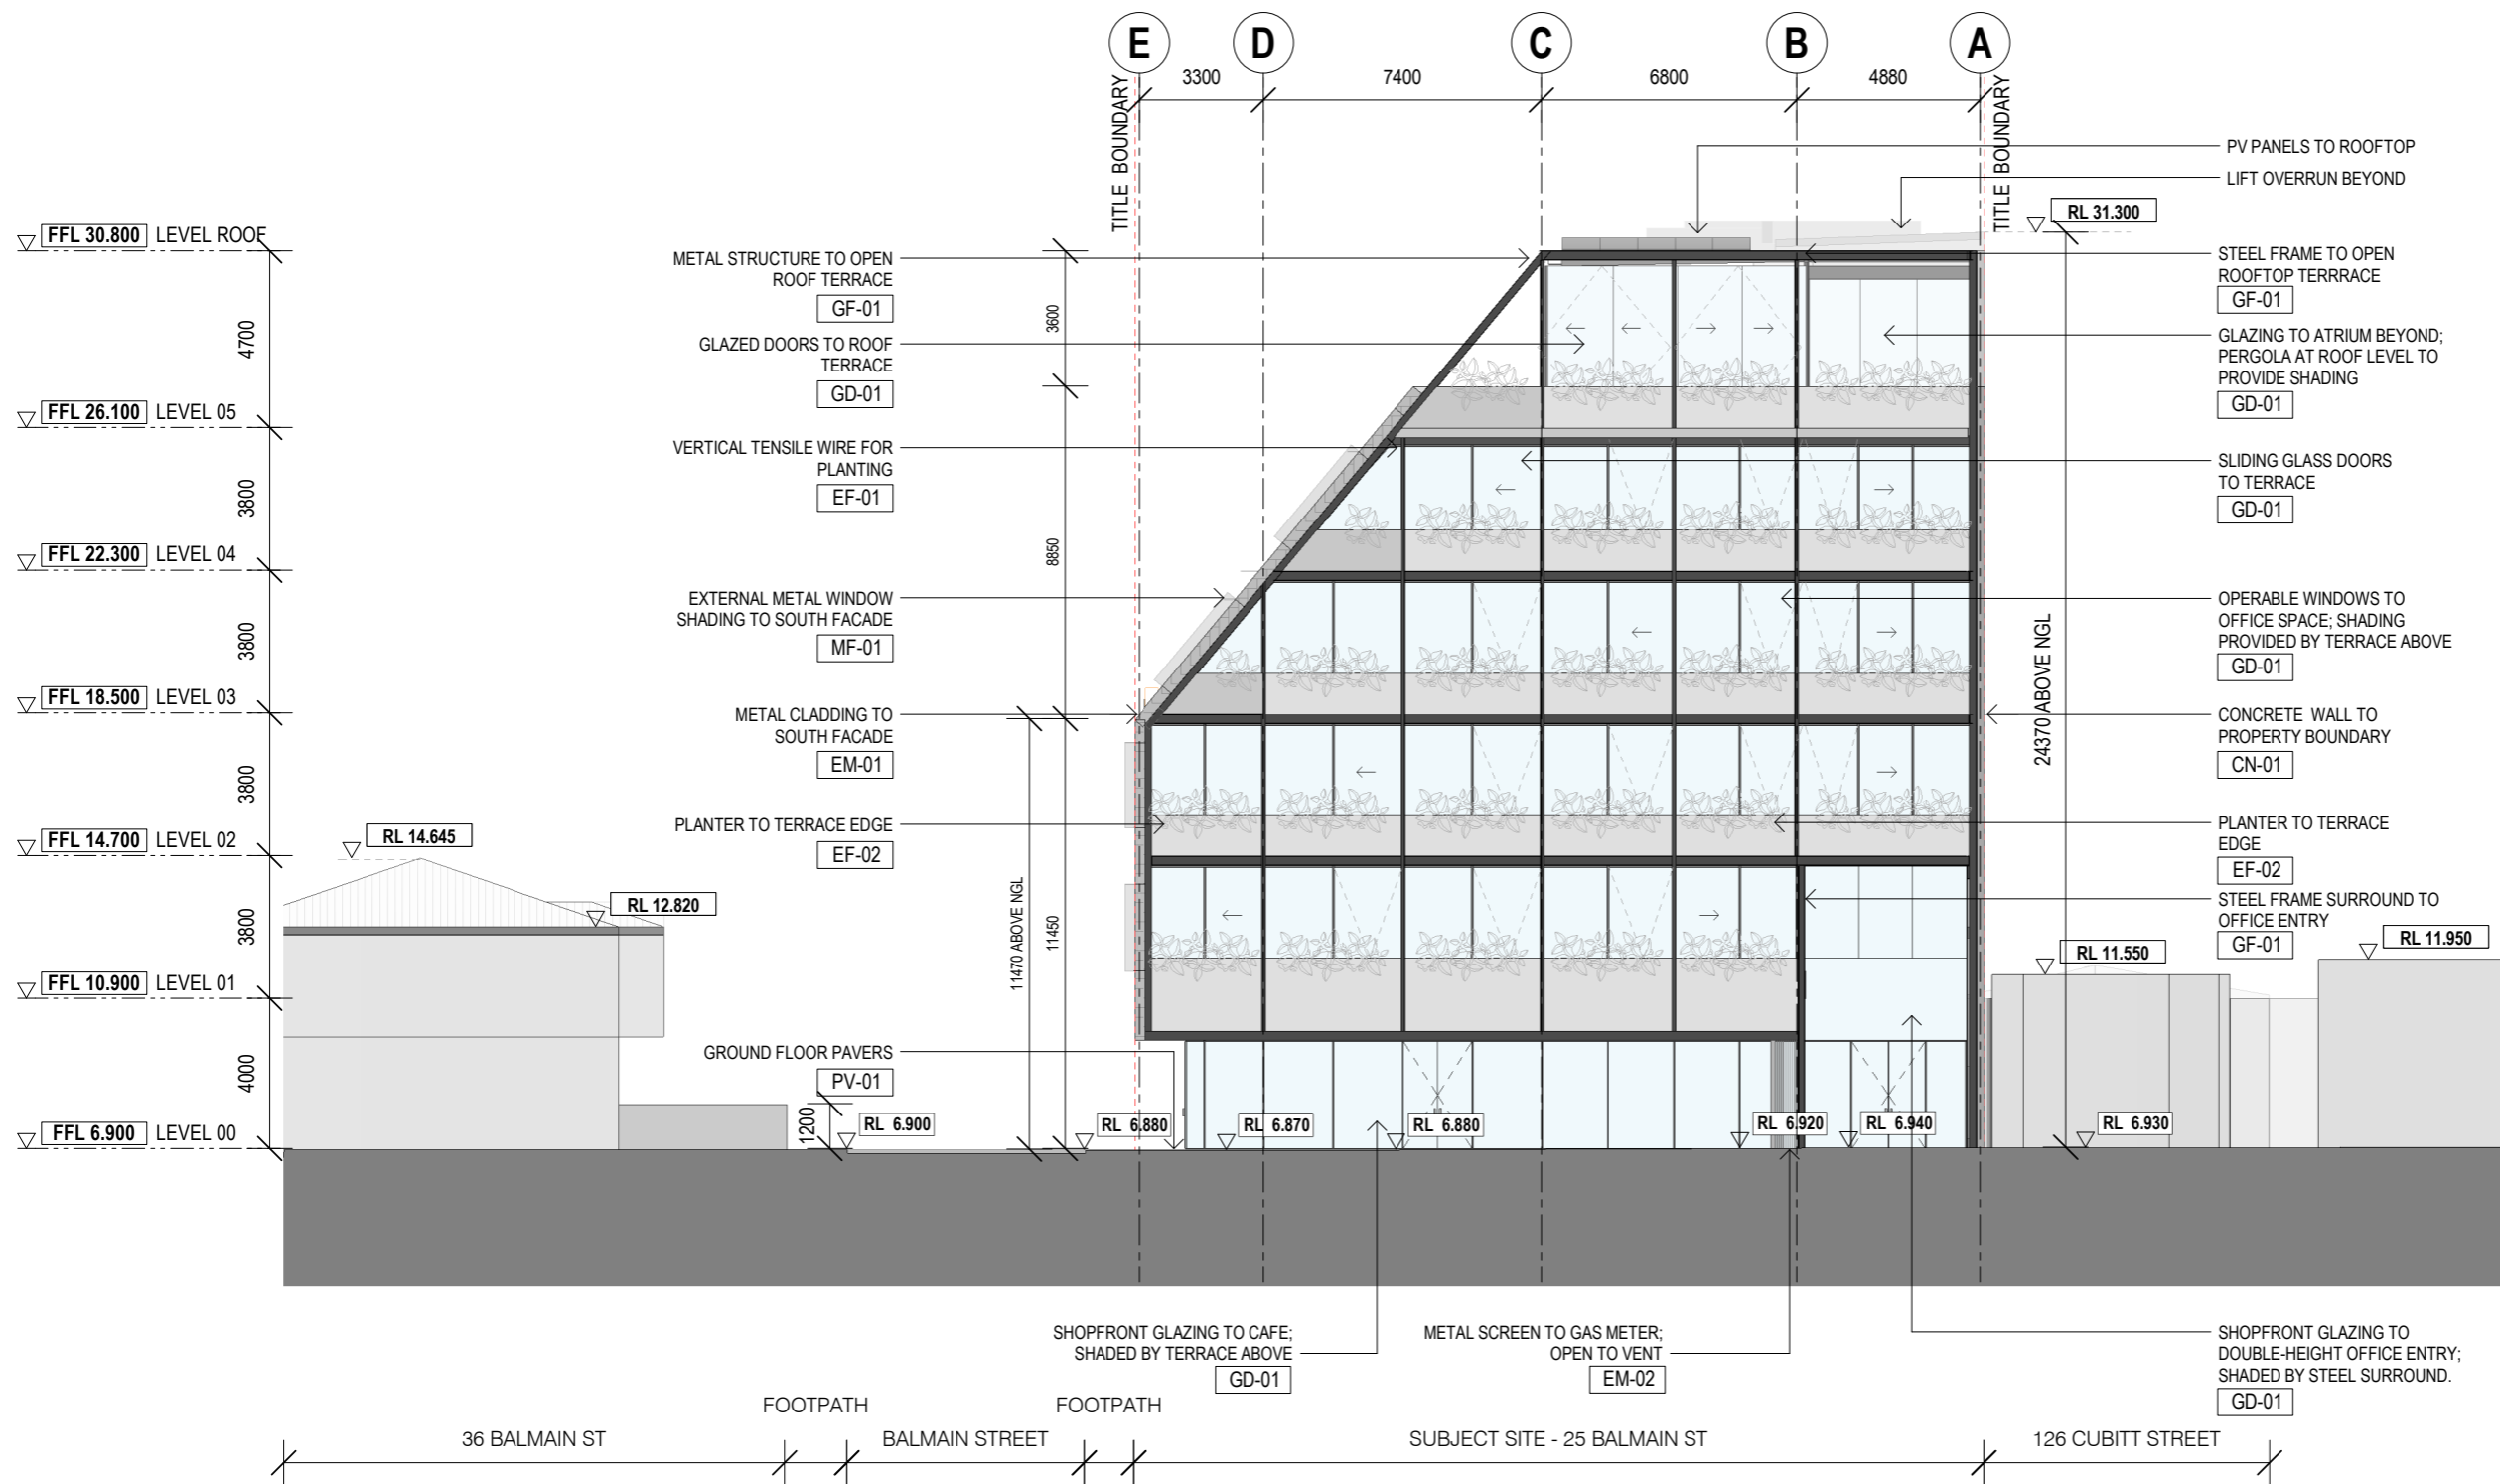 E
D
C
B
A
3300
7400
6800
4880
TITLE BOUNDARY
TITLE BOUNDARY
PV PANELS TO ROOFTOP
LIFT OVERRUN BEYOND
RL 31.300
FFL 30.800 LEVEL ROOF
4700
FFL 26.100 LEVEL 05
3800
FFL 22.300 LEVEL 04
3800
FFL 18.500 LEVEL 03
3800
FFL 14.700 LEVEL 02
3800
FFL 10.900 LEVEL 01
4000
FFL 6.900 LEVEL 00
METAL STRUCTURE TO OPEN
ROOF TERRACE
GF-01
GLAZED DOORS TO ROOF
TERRACE
GD-01
VERTICAL TENSILE WIRE FOR
PLANTING
EF-01
EXTERNAL METAL WINDOW
SHADING TO SOUTH FACADE
MF-01
METAL CLADDING TO
SOUTH FACADE
EM-01
PLANTER TO TERRACE EDGE
EF-02
GROUND FLOOR PAVERS
PV-01
3600
8850
11450
11470 ABOVE NGL
1200
STEEL FRAME TO OPEN
ROOFTOP TERRRACE
GF-01
GLAZING TO ATRIUM BEYOND;
PERGOLA AT ROOF LEVEL TO
PROVIDE SHADING
GD-01
SLIDING GLASS DOORS
TO TERRACE
GD-01
OPERABLE WINDOWS TO
OFFICE SPACE; SHADING
PROVIDED BY TERRACE ABOVE
GD-01
CONCRETE WALL TO
PROPERTY BOUNDARY
CN-01
PLANTER TO TERRACE
EDGE
EF-02
STEEL FRAME SURROUND TO
OFFICE ENTRY
GF-01
24370 ABOVE NGL
RL 14.645
RL 12.820
RL 11.550
RL 11.950
RL 6.900
RL 6.880
RL 6.870
RL 6.880
RL 6.920
RL 6.940
RL 6.930
SHOPFRONT GLAZING TO CAFE;
SHADED BY TERRACE ABOVE
GD-01
METAL SCREEN TO GAS METER;
OPEN TO VENT
EM-02
SHOPFRONT GLAZING TO
DOUBLE-HEIGHT OFFICE ENTRY;
SHADED BY STEEL SURROUND.
GD-01
FOOTPATH
FOOTPATH
36 BALMAIN ST
BALMAIN STREET
SUBJECT SITE - 25 BALMAIN ST
126 CUBITT STREET